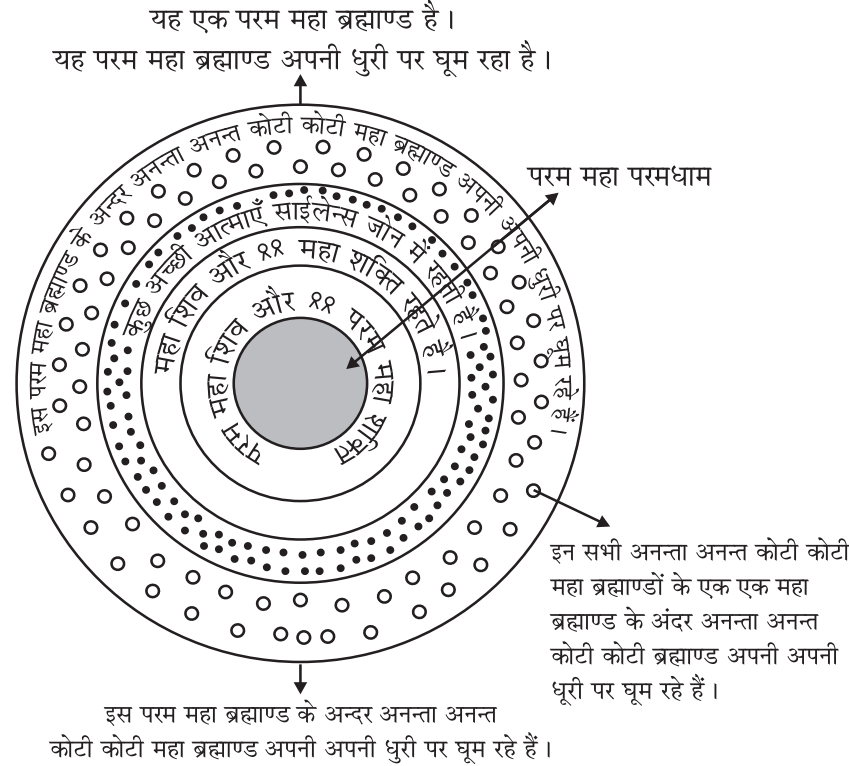 यह एक परम महा ब्रह्माण्ड है।
यह परम महा ब्रह्माण्ड अपनी धुरी पर घूम रहा है।
इस परम महा ब्रह्माण्ड के अन्दर अनन्ता अनन्त कोटी कोटी महा ब्रह्माण्ड अपनी अपनी धुरी पर घूम रहे हैं।
परम महा परमधाम
कुछ अच्छी आत्माएँ साईलेन्स जोन में रहती है।
महा शिव और ११ महा शक्ति रहते है।
परम महा शिव और ११ परम महा शक्ति
इन सभी अनन्ता अनन्त कोटी कोटी
महा ब्रह्माण्डों के एक एक महा
ब्रह्माण्ड के अंदर अनन्ता अनन्त
कोटी कोटी ब्रह्माण्ड अपनी अपनी
धूरी पर घूम रहे हैं।
इस परम महा ब्रह्माण्ड के अन्दर अनन्ता अनन्त
कोटी कोटी महा ब्रह्माण्ड अपनी अपनी धुरी पर घूम रहे हैं।